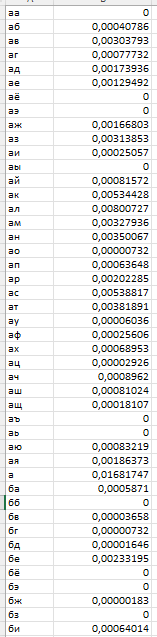 аа 0
аб 0,00040786
ав 0,00303793
аг 0,00077732
ад 0,00173936
ае 0,00129492
аё 0
аэ 0
аж 0,00166803
аз 0,00313853
аи 0,00025057
аы 0
ай 0,00081572
ак 0,00534428
ал 0,00800727
ам 0,00327936
ан 0,00350067
ао 0,00000732
ап 0,00063648
ар 0,00202285
ас 0,00538817
ат 0,00381891
ау 0,00006036
аф 0,00025606
ах 0,00068953
ац 0,00002926
ач 0,0008962
аш 0,00081024
ащ 0,00018107
аъ 0
аь 0
аю 0,00083219
ая 0,00186373
а 0,01681747
ба 0,0005871
бб 0
бв 0,00003658
бг 0,00000732
бд 0,00001646
бе 0,00233195
бё 0
бэ 0
бж 0,00000183
бз 0
би 0,00064014